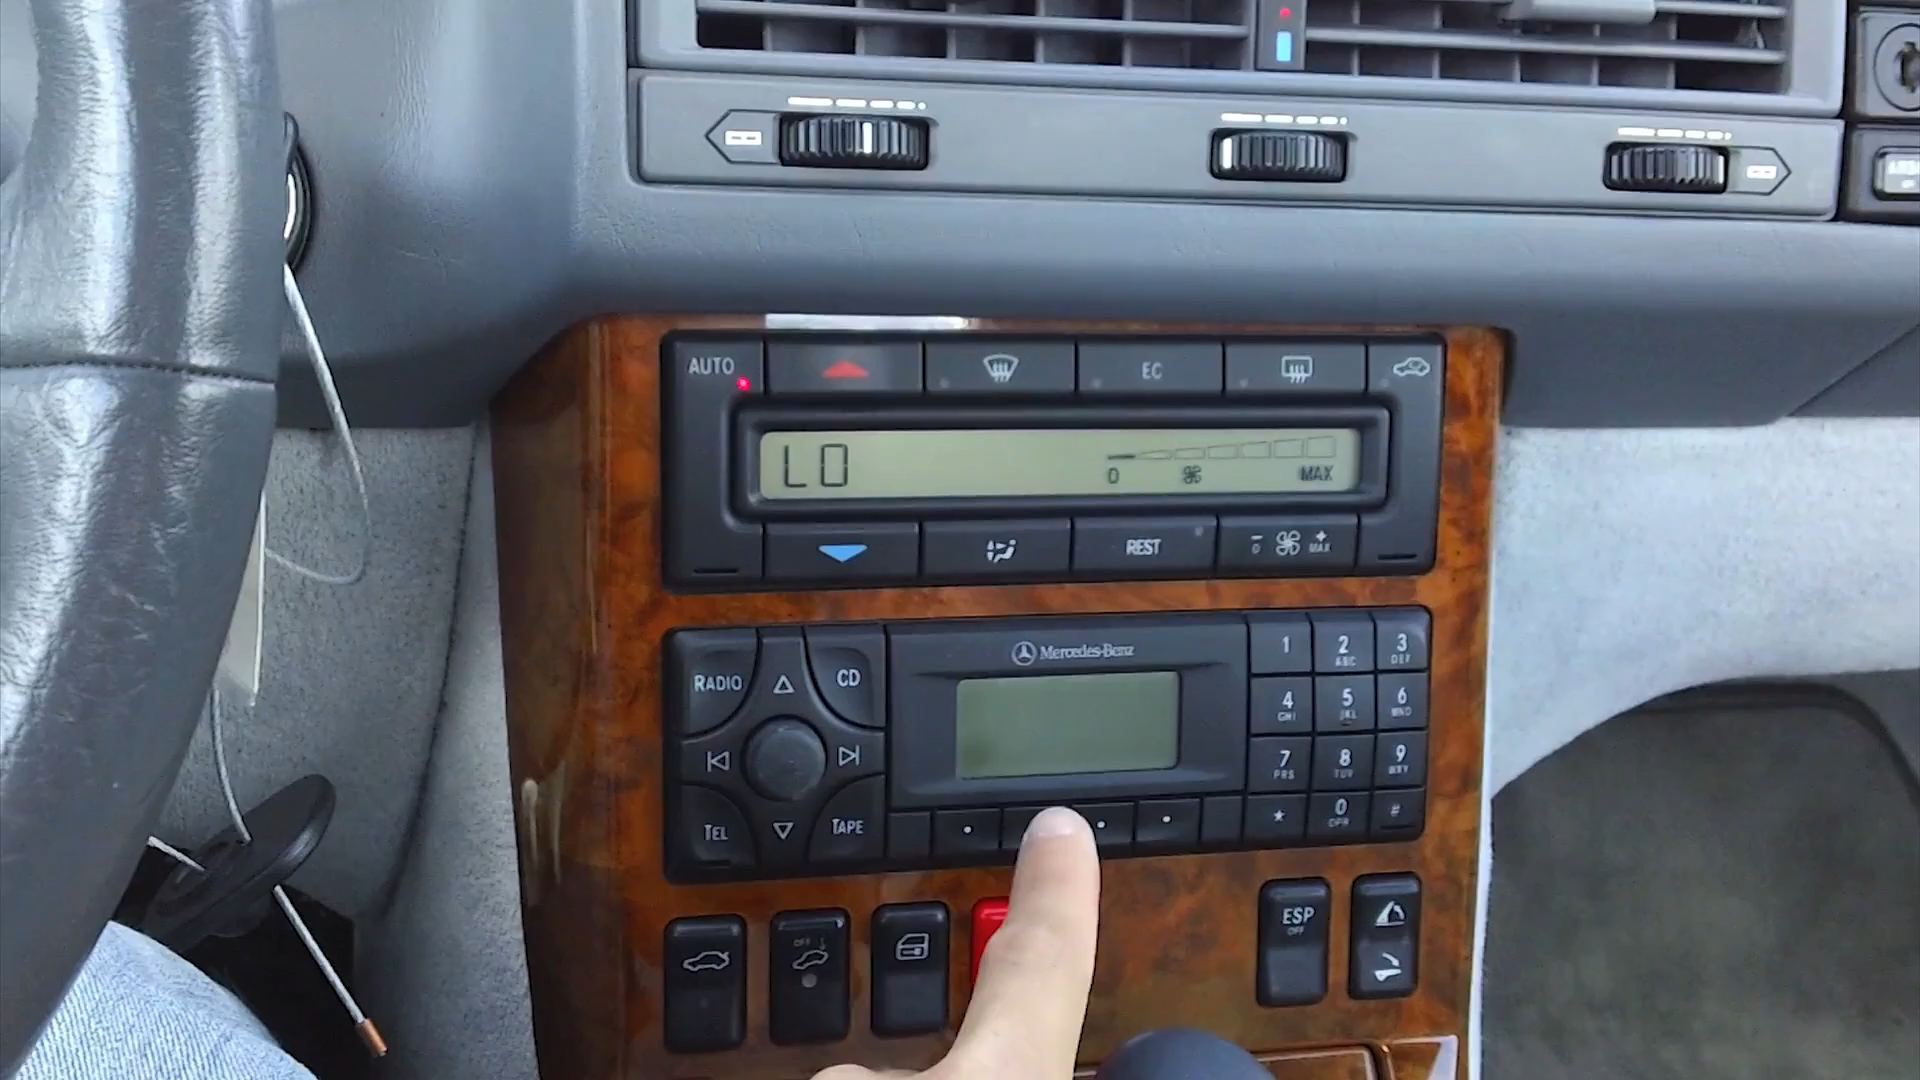 AUTO
EC
LO
0
MAX
REST
0
MAX
Mercedes-Benz
RADIO
CD
TEL
TAPE
1
2
ABC
3
DEF
4
GHI
5
JKL
6
MNO
7
PRS
8
TUV
9
WXY
*
0
OPR
#
OFF
ESP
OFF